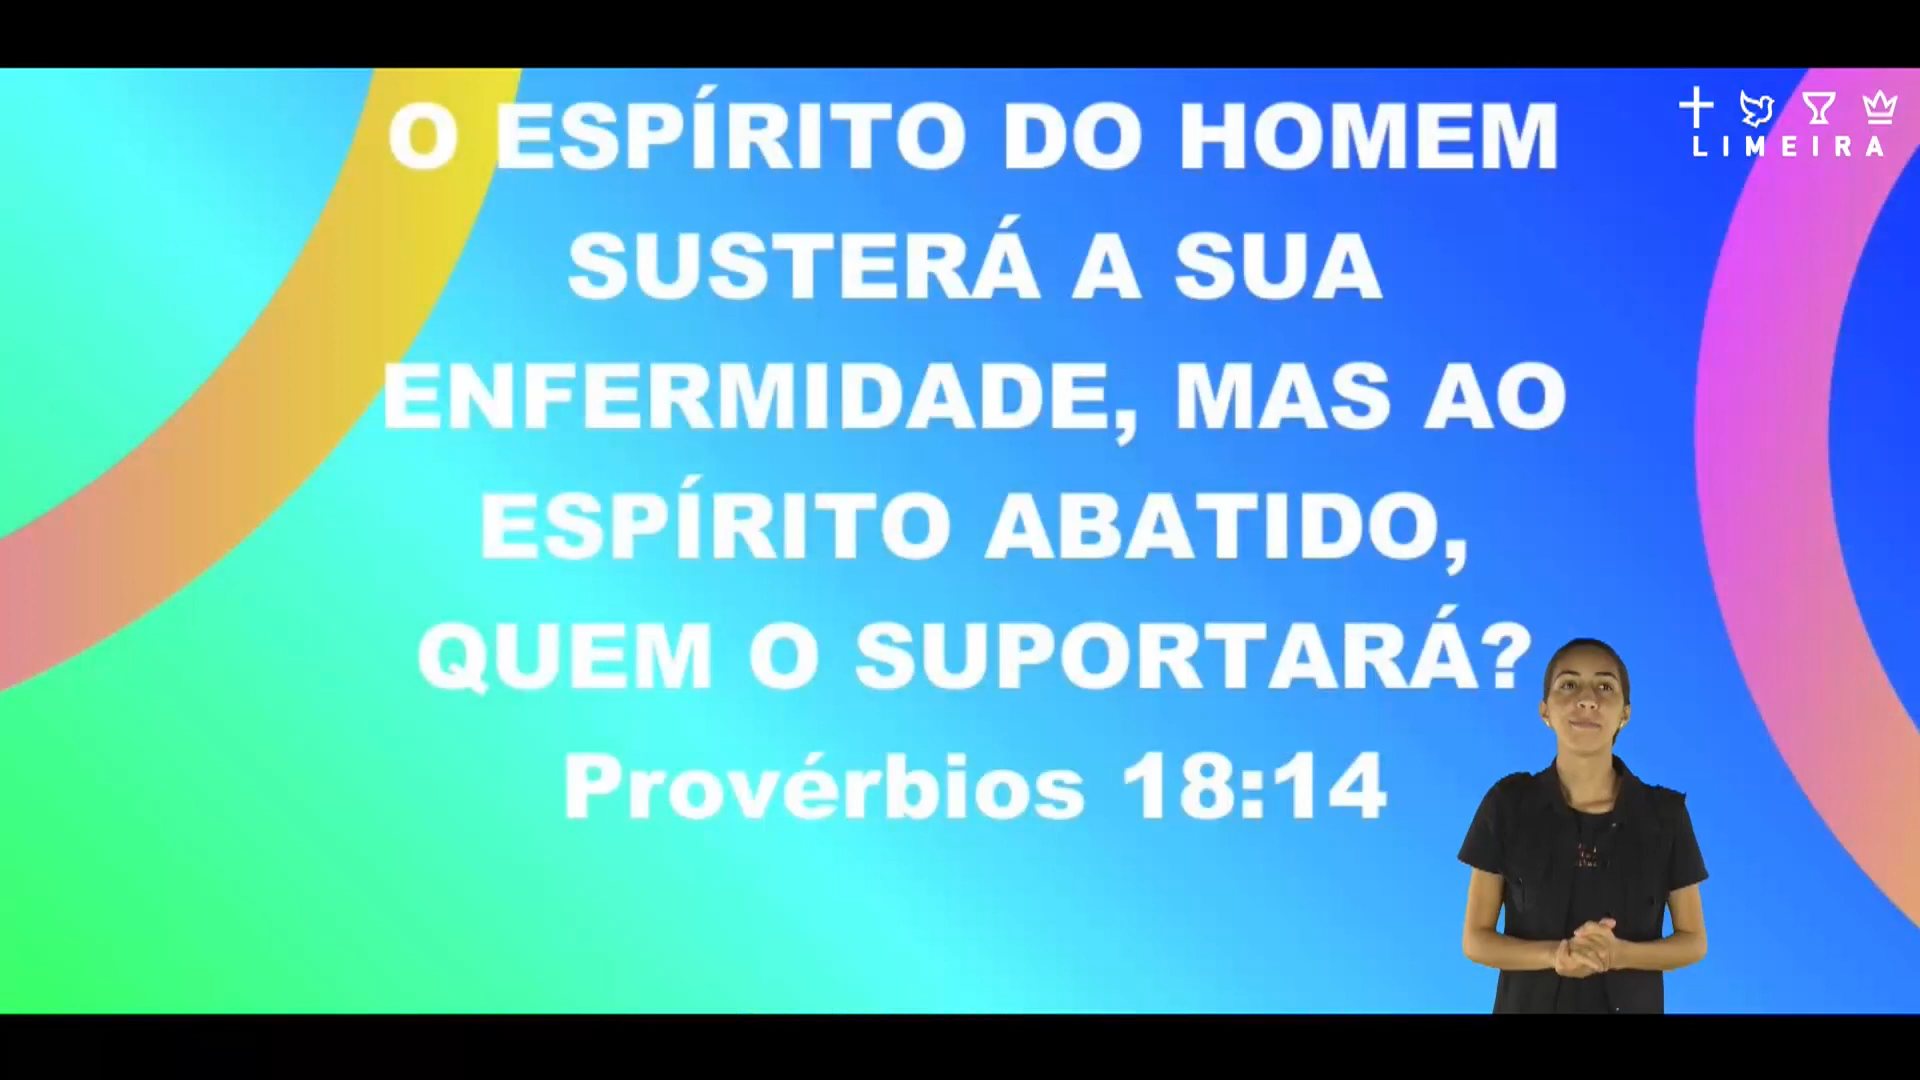 O ESPÍRITO DO HOMEM
SUSTERÁ A SUA
ENFERMIDADE, MAS AO
ESPÍRITO ABATIDO,
QUEM O SUPORTARÁ?
Provérbios 18:14
LIMEIRA